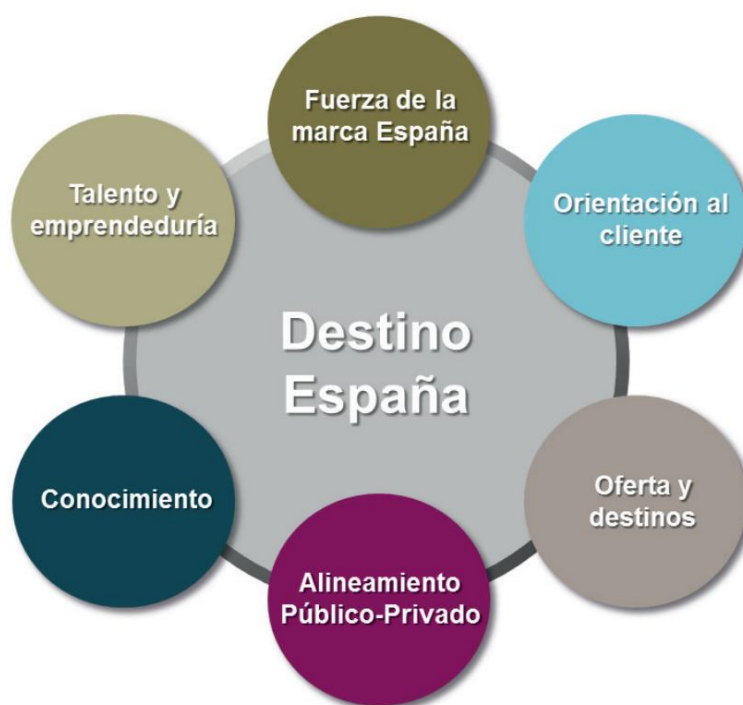 Fuerza de la
marca España
Talento y
emprendeduría
Orientación al
cliente
Destino
España
Conocimiento
Oferta y
destinos
Alineamiento
Público-Privado